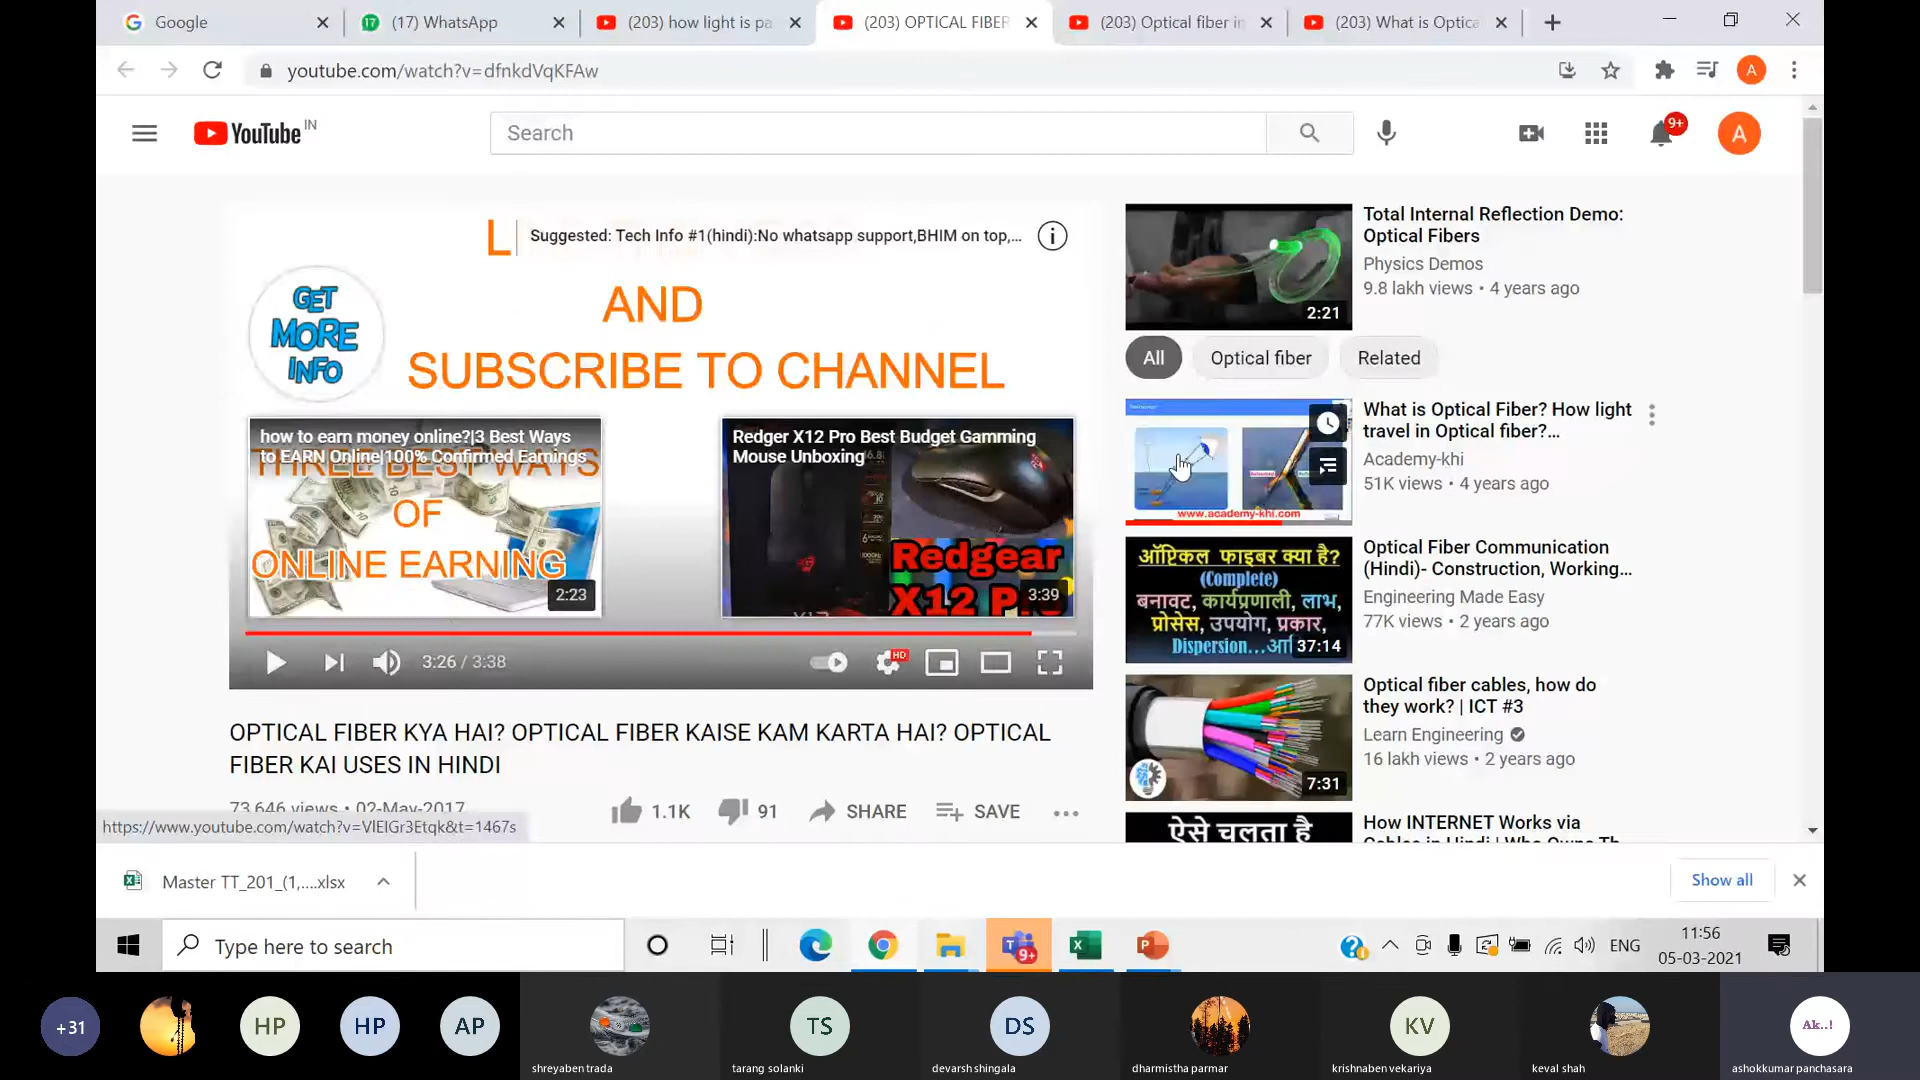 Google
(17) WhatsApp
(203) how light is pa
(203) OPTICAL FIBER
(203) Optical fiber in
(203) What is Optica
youtube.com/watch?v=dfnkdVqKFAw
A
YouTube IN
Search
9+
A
L
Suggested: Tech Info #1(hindi):No whatsapp support,BHIM on top,...
GET
MORE
INFO
AND
SUBSCRIBE TO CHANNEL
how to earn money online?|3 Best Ways
to EARN Online|100% Confirmed Earnings
THREE BEST WAYS
OF
ONLINE EARNING
2:23
Redger X12 Pro Best Budget Gamming
Mouse Unboxing
Redgear
X12 Pro
3:39
3:26 / 3:38
HD
OPTICAL FIBER KYA HAI? OPTICAL FIBER KAISE KAM KARTA HAI? OPTICAL
FIBER KAI USES IN HINDI
73,646 views • 02-May-2017
1.1K
91
SHARE
SAVE
https://www.youtube.com/watch?v=VlEIGr3Etqk&t=1467s
2:21
Total Internal Reflection Demo:
Optical Fibers
Physics Demos
9.8 lakh views • 4 years ago
All
Optical fiber
Related
www.academy-khi.com
What is Optical Fiber? How light
travel in Optical fiber?...
Academy-khi
51K views • 4 years ago
ऑप्टिकल फाइबर क्या है?
(Complete)
बनावट, कार्यप्रणाली, लाभ,
प्रोसेस, उपयोग, प्रकार,
Dispersion...आदि
37:14
Optical Fiber Communication
(Hindi)- Construction, Working...
Engineering Made Easy
77K views • 2 years ago
7:31
Optical fiber cables, how do
they work? | ICT #3
Learn Engineering
16 lakh views • 2 years ago
ऐसे चलता है
How INTERNET Works via
Cables in Hindi | Who Owns Th
Master TT_201_(1,....xlsx
Show all
Type here to search
9+
ENG
11:56
05-03-2021
+31
HP
HP
AP
shreyaben trada
TS
tarang solanki
DS
devarsh shingala
dharmistha parmar
KV
krishnaben vekariya
keval shah
Ak..!
ashokkumar panchasara